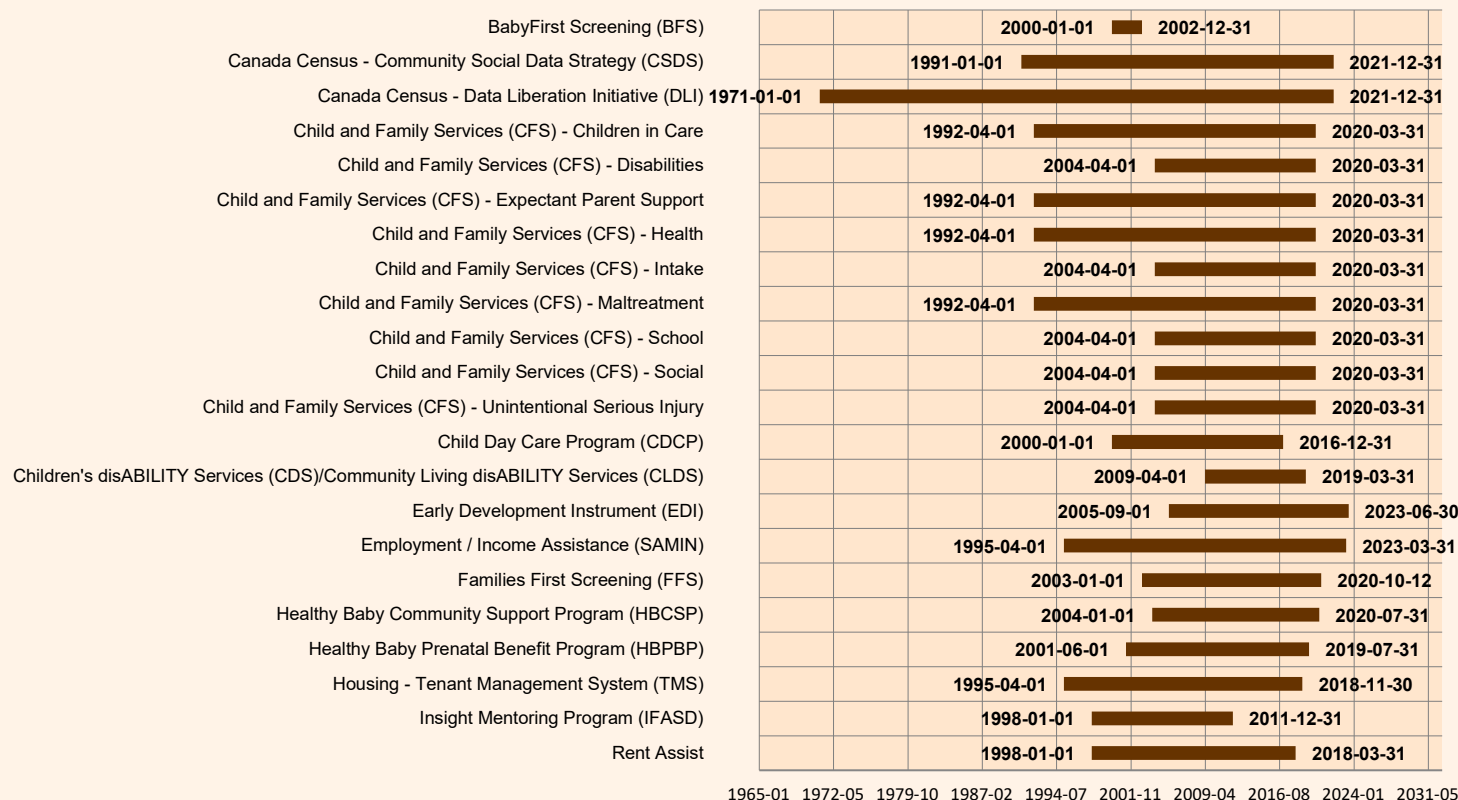 BabyFirst Screening (BFS) 2000-01-01 2002-12-31
Canada Census - Community Social Data Strategy (CSDS) 1991-01-01 2021-12-31
Canada Census - Data Liberation Initiative (DLI) 1971-01-01 2021-12-31
Child and Family Services (CFS) - Children in Care 1992-04-01 2020-03-31
Child and Family Services (CFS) - Disabilities 2004-04-01 2020-03-31
Child and Family Services (CFS) - Expectant Parent Support 1992-04-01 2020-03-31
Child and Family Services (CFS) - Health 1992-04-01 2020-03-31
Child and Family Services (CFS) - Intake 2004-04-01 2020-03-31
Child and Family Services (CFS) - Maltreatment 1992-04-01 2020-03-31
Child and Family Services (CFS) - School 2004-04-01 2020-03-31
Child and Family Services (CFS) - Social 2004-04-01 2020-03-31
Child and Family Services (CFS) - Unintentional Serious Injury 2004-04-01 2020-03-31
Child Day Care Program (CDCP) 2000-01-01 2016-12-31
Children's disABILITY Services (CDS)/Community Living disABILITY Services (CLDS) 2009-04-01 2019-03-31
Early Development Instrument (EDI) 2005-09-01 2023-06-30
Employment / Income Assistance (SAMIN) 1995-04-01 2023-03-31
Families First Screening (FFS) 2003-01-01 2020-10-12
Healthy Baby Community Support Program (HBCSP) 2004-01-01 2020-07-31
Healthy Baby Prenatal Benefit Program (HBPBP) 2001-06-01 2019-07-31
Housing - Tenant Management System (TMS) 1995-04-01 2018-11-30
Insight Mentoring Program (IFASD) 1998-01-01 2011-12-31
Rent Assist 1998-01-01 2018-03-31
1965-01 1972-05 1979-10 1987-02 1994-07 2001-11 2009-04 2016-08 2024-01 2031-05